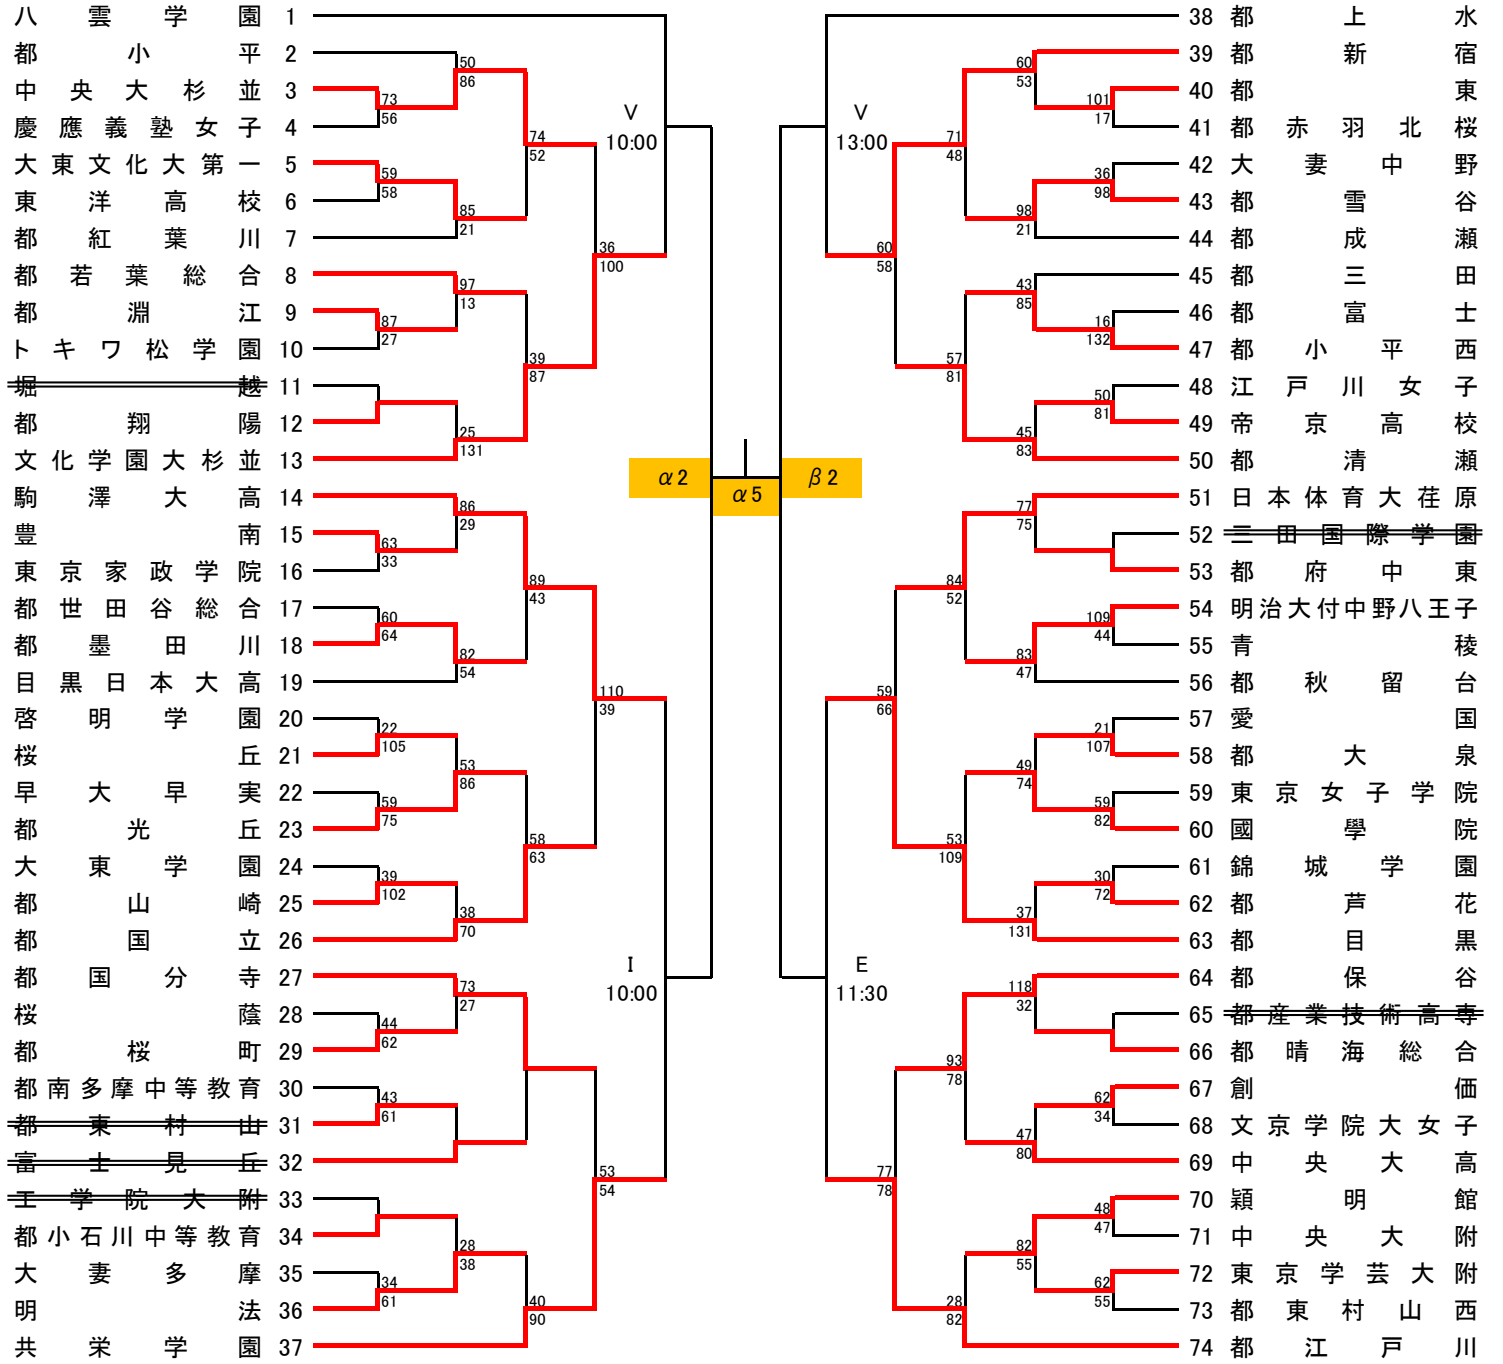 八雲学園 1
都小平 2
50
86
中央大杉並 3
73
56
慶應義塾女子 4
V
10:00
74
52
大東文化大第一 5
59
58
東洋高校 6
85
21
都紅葉川 7
36
100
都若葉総合 8
97
13
都淵江 9
87
27
トキワ松学園 10
39
87
堀越 11
都翔陽 12
25
131
文化学園大杉並 13
α2
α5
β2
駒澤大高 14
86
29
豊南 15
63
33
東京家政学院 16
89
43
都世田谷総合 17
60
64
都墨田川 18
82
54
目黒日本大高 19
110
39
啓明学園 20
22
105
桜丘 21
53
86
早大早実 22
59
75
都光丘 23
58
63
大東学園 24
39
102
都山崎 25
38
70
都国立 26
I
10:00
都国分寺 27
73
27
桜蔭 28
44
62
都桜町 29
都南多摩中等教育 30
43
61
都東村山 31
富士見丘 32
53
54
工学院大附 33
都小石川中等教育 34
28
38
大妻多摩 35
34
61
明法 36
40
90
共栄学園 37
38 都上水
39 都新宿
60
53
40 都東
101
17
41 都赤羽北桜
V
13:00
71
48
42 大妻中野
36
98
43 都雪谷
98
21
44 都成瀬
60
58
45 都三田
43
85
46 都富士
16
132
47 都小平西
57
81
48 江戸川女子
50
81
49 帝京高校
45
83
50 都清瀬
51 日本体育大荏原
77
75
52 三田国際学園
53 都府中東
84
52
54 明治大付中野八王子
109
44
55 青稜
83
47
56 都秋留台
59
66
57 愛国
21
107
58 都大泉
49
74
59 東京女子学院
59
82
60 國學院
53
109
61 錦城学園
30
72
62 都芦花
37
131
63 都目黒
E
11:30
64 都保谷
118
32
65 都産業技術高専
66 都晴海総合
93
78
67 創価
62
34
68 文京学院大女子
47
80
69 中央大高
77
78
70 穎明館
48
47
71 中央大附
82
55
72 東京学芸大附
62
55
73 都東村山西
28
82
74 都江戸川